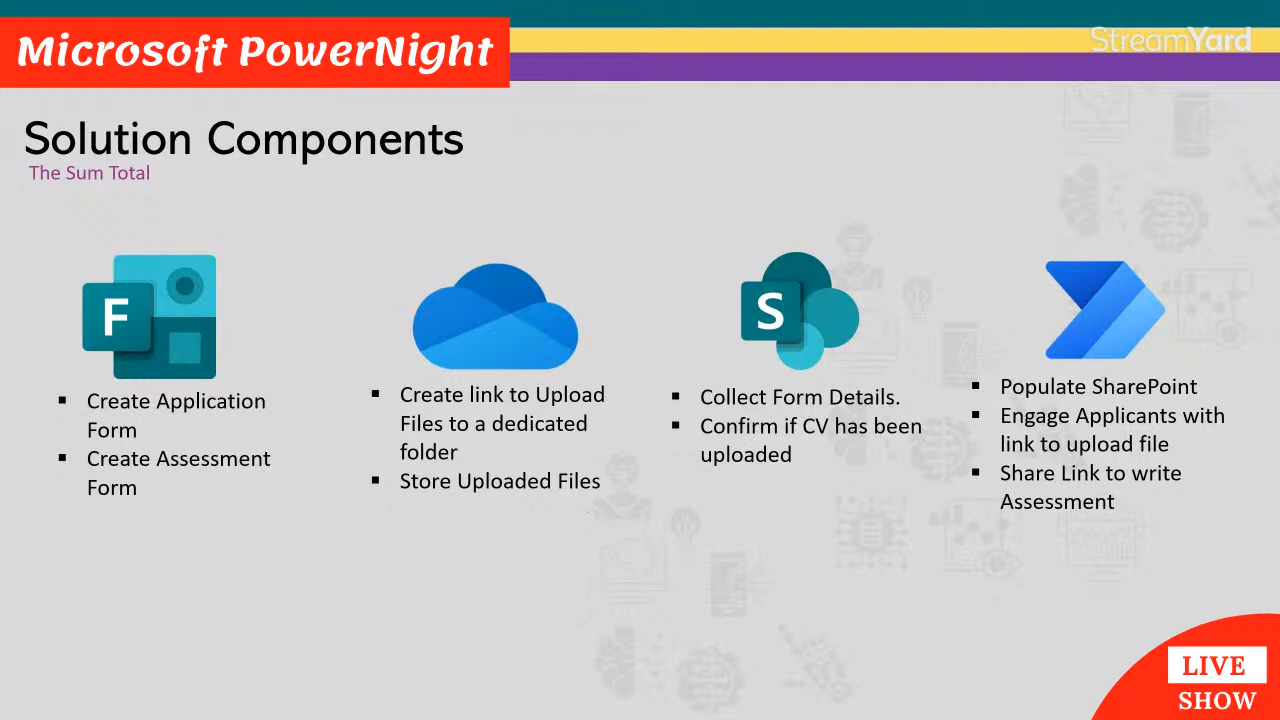 Microsoft PowerNight
StreamYard
Solution Components
The Sum Total
F
▪ Create Application
Form
▪ Create Assessment
Form
▪ Create link to Upload
Files to a dedicated
folder
▪ Store Uploaded Files
S
▪ Collect Form Details.
▪ Confirm if CV has been
uploaded
▪ Populate SharePoint
▪ Engage Applicants with
link to upload file
▪ Share Link to write
Assessment
LIVE
SHOW